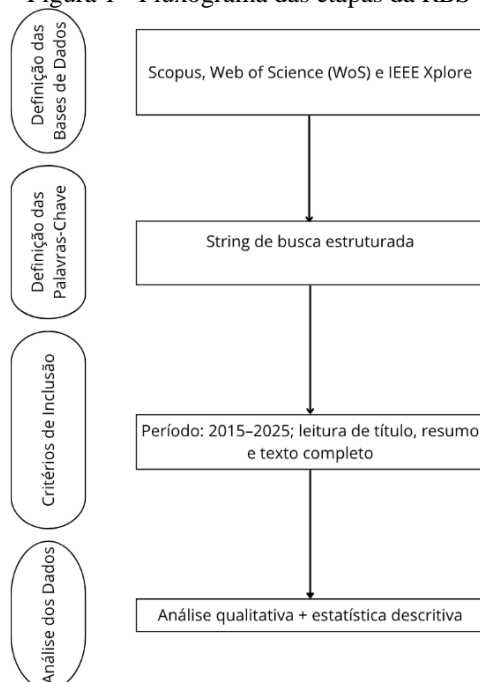 Figura 1 - Fluxograma das etapas da RBS
Definição das
Bases de Dados
Scopus, Web of Science (WoS) e IEEE Xplore
Definição das
Palavras-Chave
String de busca estruturada
Critérios de Inclusão
Período: 2015–2025; leitura de título, resumo
e texto completo
Análise dos Dados
Análise qualitativa + estatística descritiva